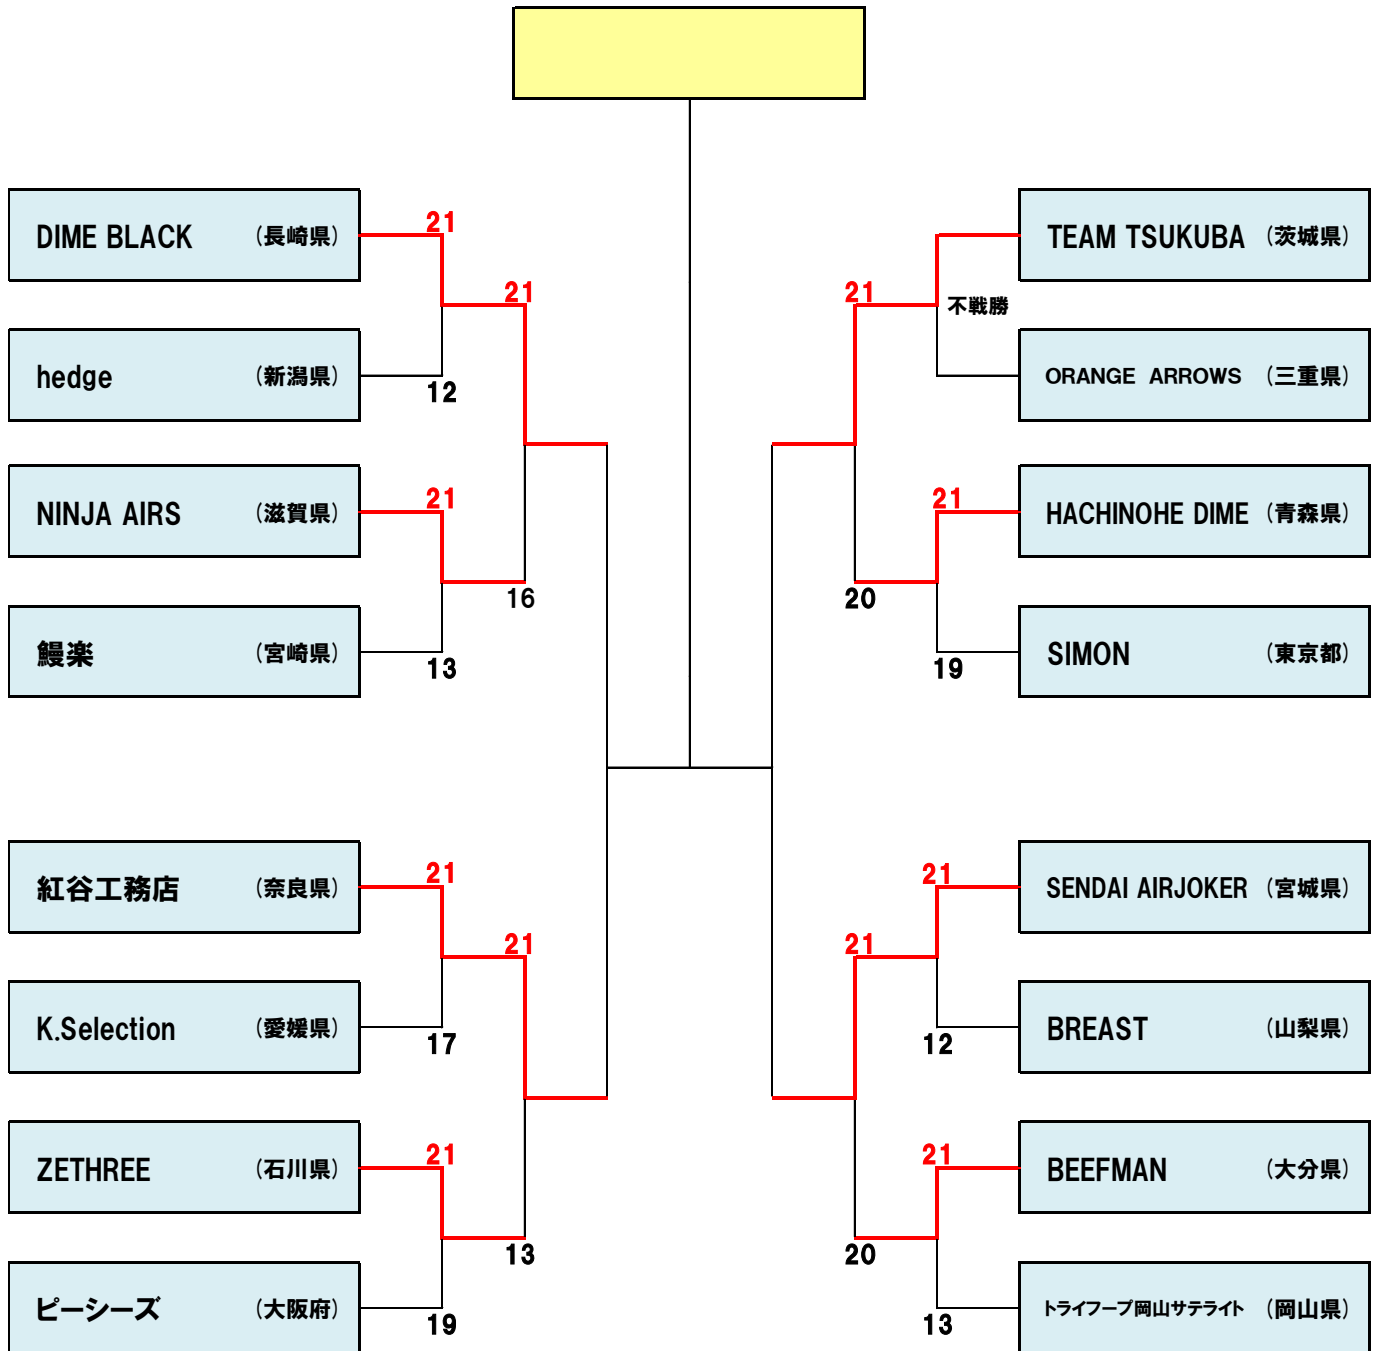 DIME BLACK (長崎県)
21
21
hedge (新潟県)
12
NINJA AIRS (滋賀県)
21
16
鰻楽 (宮崎県)
13
紅谷工務店 (奈良県)
21
21
K.Selection (愛媛県)
17
ZETHREE (石川県)
21
13
ピーシーズ (大阪府)
19
TEAM TSUKUBA (茨城県)
21
不戦勝
ORANGE ARROWS (三重県)
HACHINOHE DIME (青森県)
21
20
SIMON (東京都)
19
SENDAI AIRJOKER (宮城県)
21
21
BREAST (山梨県)
12
BEEFMAN (大分県)
21
20
トライフープ岡山サテライト (岡山県)
13